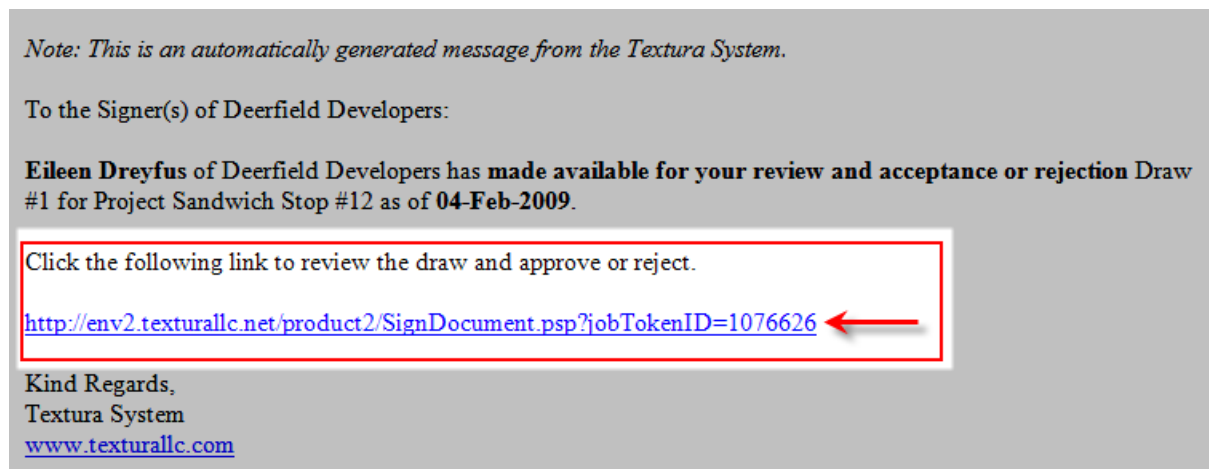 Note: This is an automatically generated message from the Textura System.
To the Signer(s) of Deerfield Developers:
Eileen Dreyfus of Deerfield Developers has made available for your review and acceptance or rejection Draw
#1 for Project Sandwich Stop #12 as of 04-Feb-2009.
Click the following link to review the draw and approve or reject.
http://env2.texturallc.net/product2/SignDocument.psp?jobTokenID=1076626
Kind Regards,
Textura System
www.texturallc.com